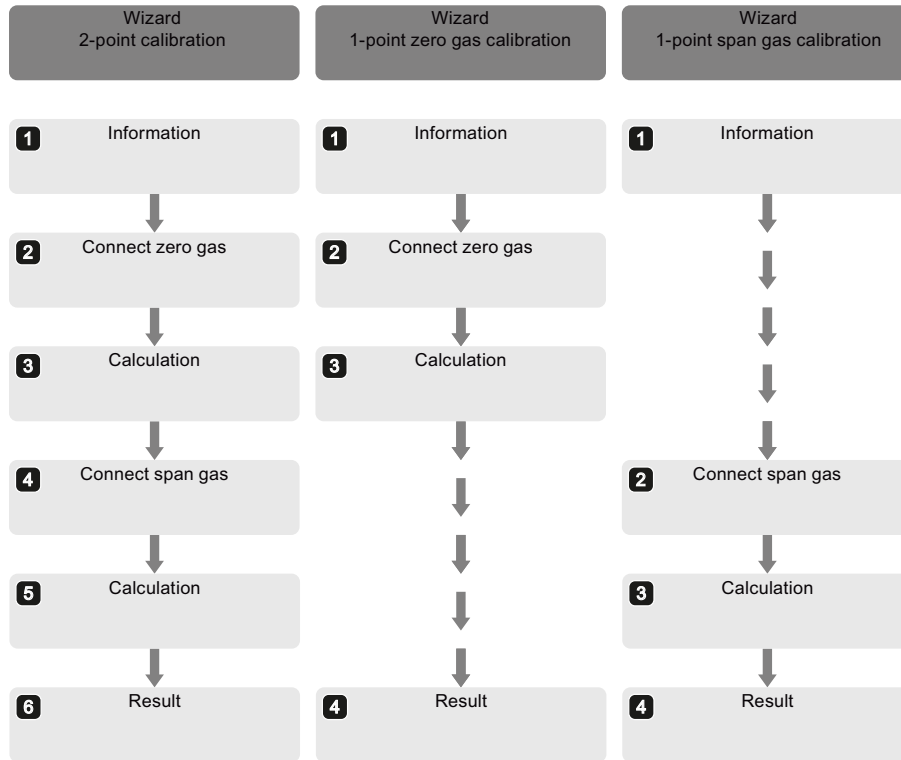 Wizard
2-point calibration
1 Information
2 Connect zero gas
3 Calculation
4 Connect span gas
5 Calculation
6 Result
Wizard
1-point zero gas calibration
1 Information
2 Connect zero gas
3 Calculation
4 Result
Wizard
1-point span gas calibration
1 Information
2 Connect span gas
3 Calculation
4 Result